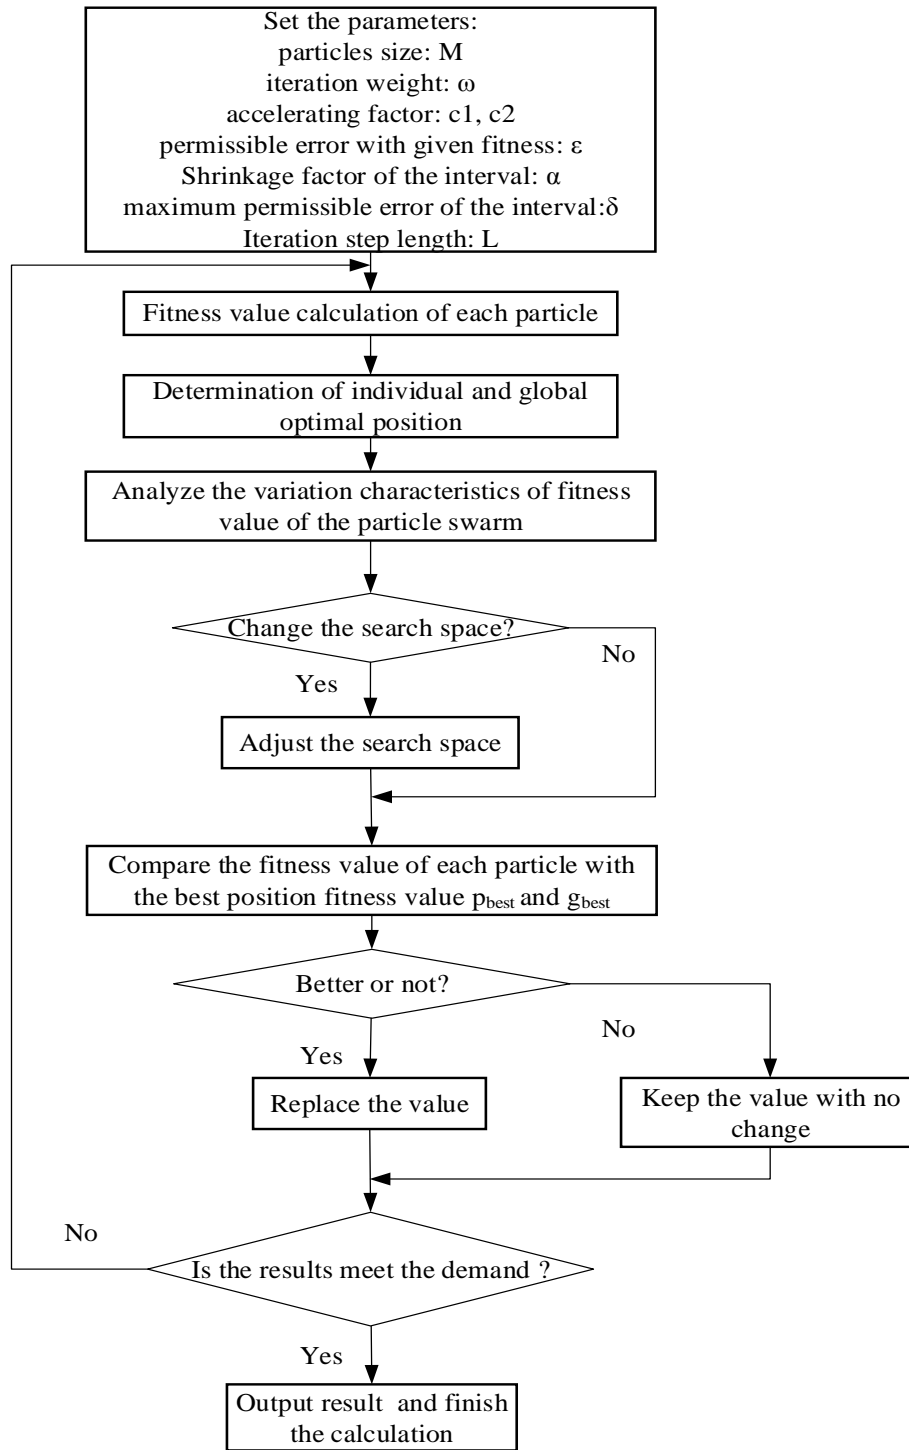 Set the parameters:
particles size: M
iteration weight: ω
accelerating factor: c1, c2
permissible error with given fitness: ε
Shrinkage factor of the interval: α
maximum permissible error of the interval:δ
Iteration step length: L
Fitness value calculation of each particle
Determination of individual and global
optimal position
Analyze the variation characteristics of fitness
value of the particle swarm
Change the search space?
No
Yes
Adjust the search space
Compare the fitness value of each particle with
the best position fitness value pbest and gbest
Better or not?
No
Yes
Replace the value
Keep the value with no
change
No
Is the results meet the demand ?
Yes
Output result and finish
the calculation